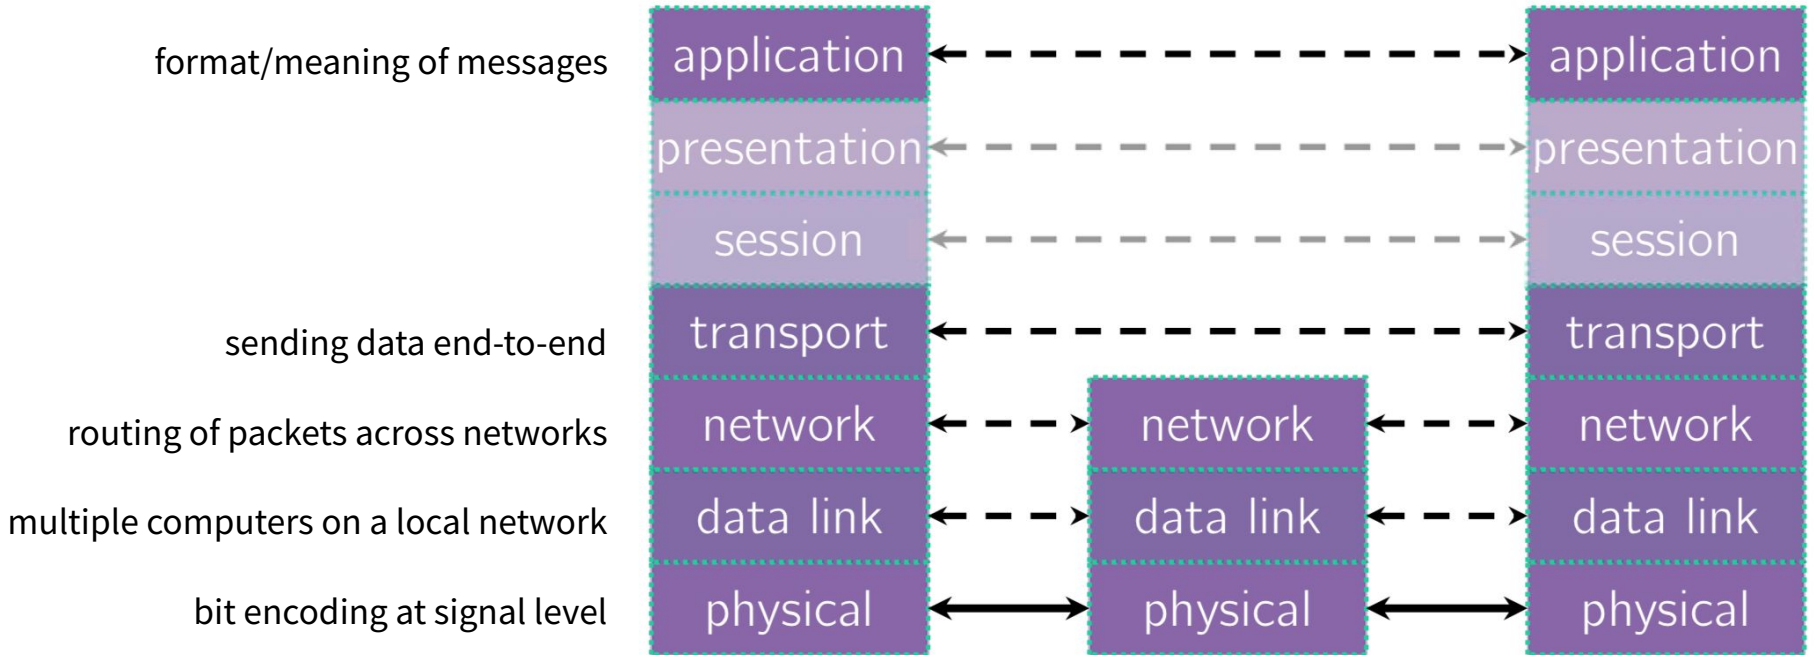 format/meaning of messages application application
presentation presentation
session session
sending data end-to-end transport transport
routing of packets across networks network network network
multiple computers on a local network data link data link data link
bit encoding at signal level physical physical physical